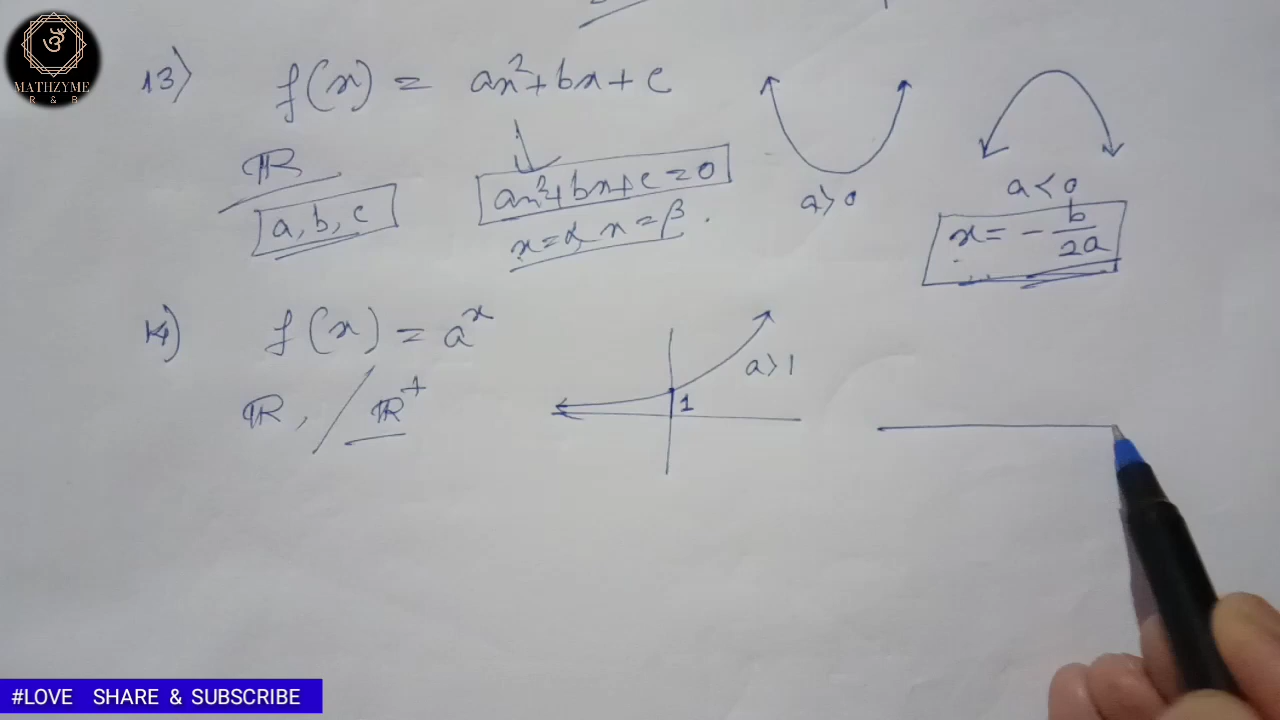 ॐ
MATHZYME
R & B
13) f(x) = ax²+bx+c
ℝ
a, b, c
ax²+bx+c=0
x=α, x=β.
a>0
a<0
x = -b/2a
14) f(x) = aˣ
ℝ, / ℝ⁺
a>1
1
#LOVE SHARE & SUBSCRIBE